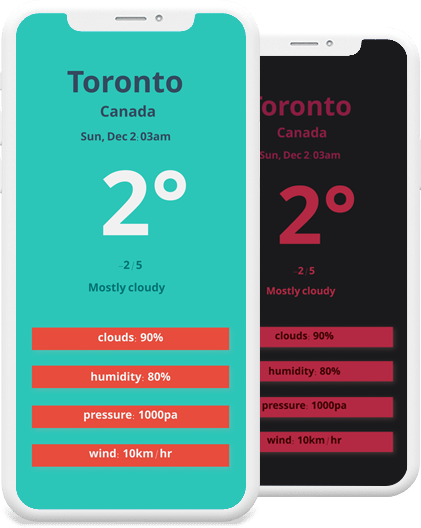 Toronto
Canada
Sun, Dec 2 03am
2°
-2/5
Mostly cloudy
clouds: 90%
humidity: 80%
pressure: 1000pa
wind: 10km/hr
Toronto
Canada
Sun, Dec 2 03am
2°
-2/5
Mostly cloudy
clouds: 90%
humidity: 80%
pressure: 1000pa
wind: 10km/hr